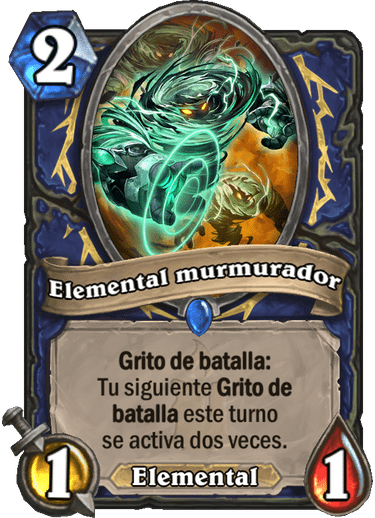 2
Elemental murmurador
Grito de batalla:
Tu siguiente Grito de
batalla este turno
se activa dos veces.
1
Elemental
1